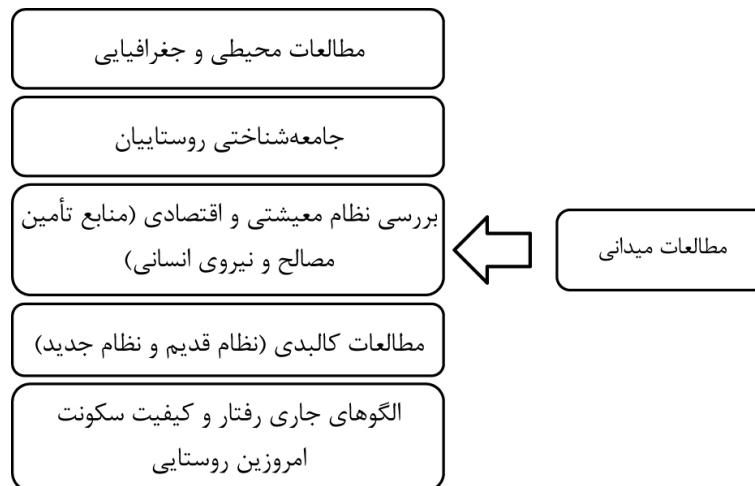 مطالعات محیطی و جغرافیایی
جامعه‌شناختی روستاییان
بررسی نظام معیشتی و اقتصادی (منابع تأمین
مصالح و نیروی انسانی)
مطالعات میدانی
مطالعات کالبدی (نظام قدیم و نظام جدید)
الگوهای جاری رفتار و کیفیت سکونت
امروزین روستایی